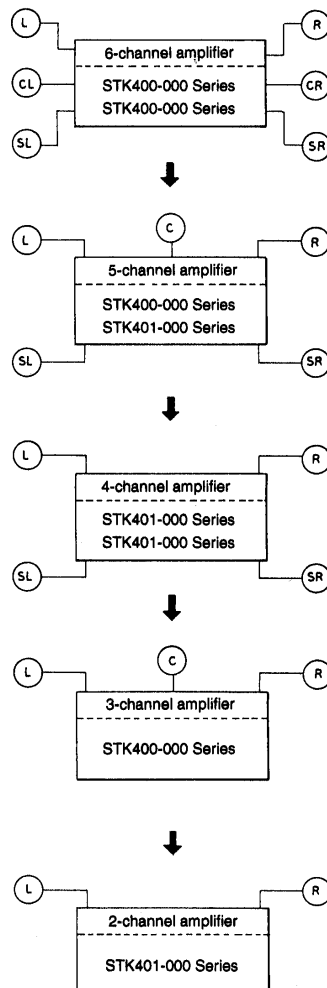 L R
6-channel amplifier
CL STK400-000 Series CR
STK400-000 Series
SL SR
C
L R
5-channel amplifier
STK400-000 Series
STK401-000 Series
SL SR
L R
4-channel amplifier
STK401-000 Series
STK401-000 Series
SL SR
C
L R
3-channel amplifier
STK400-000 Series
L R
2-channel amplifier
STK401-000 Series